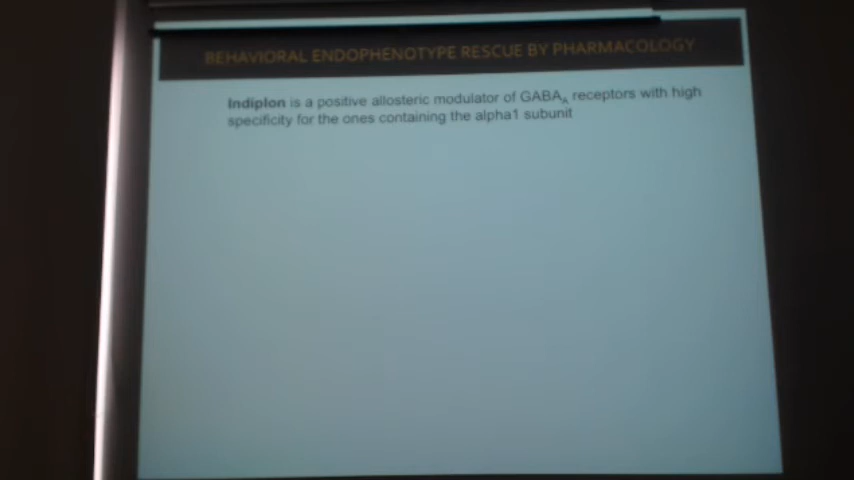 BEHAVIORAL ENDOPHENOTYPE RESCUE BY PHARMACOLOGY
Indiplon is a positive allosteric modulator of GABAA receptors with high
specificity for the ones containing the alpha1 subunit